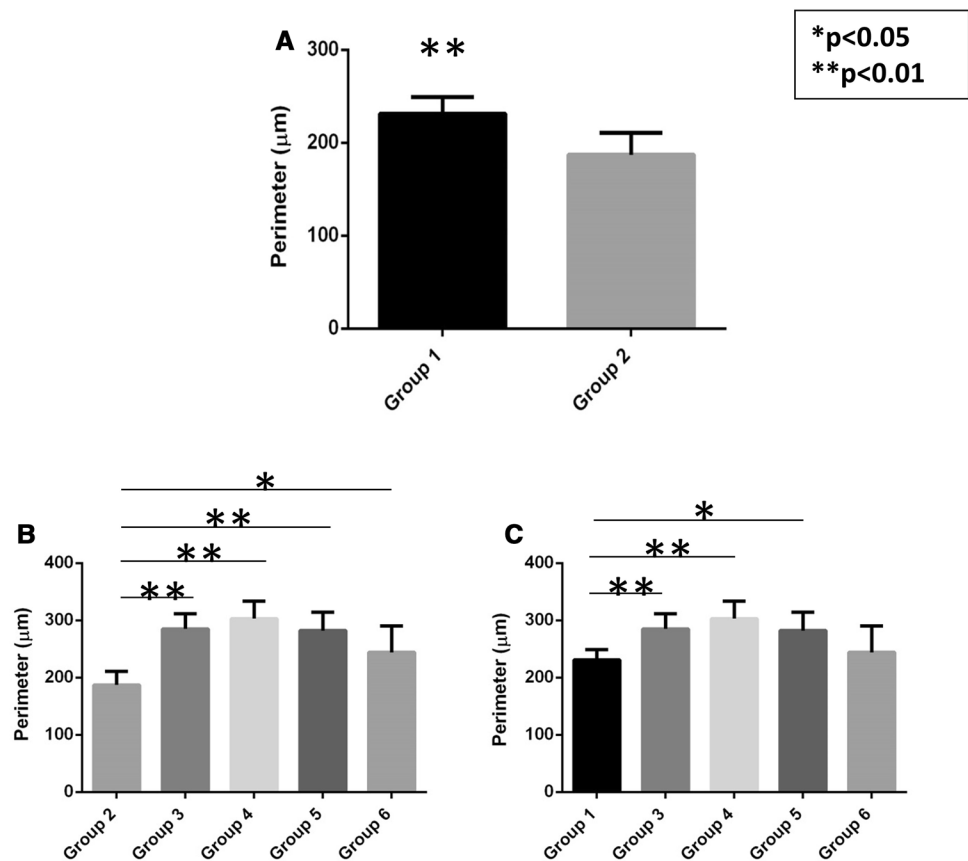 A
**
*p<0.05
**p<0.01
Perimeter (μm)
300
200
100
0
Group 1
Group 2
B
*
**
**
**
Perimeter (μm)
400
300
200
100
0
Group 2
Group 3
Group 4
Group 5
Group 6
C
*
**
**
Perimeter (μm)
400
300
200
100
0
Group 1
Group 3
Group 4
Group 5
Group 6